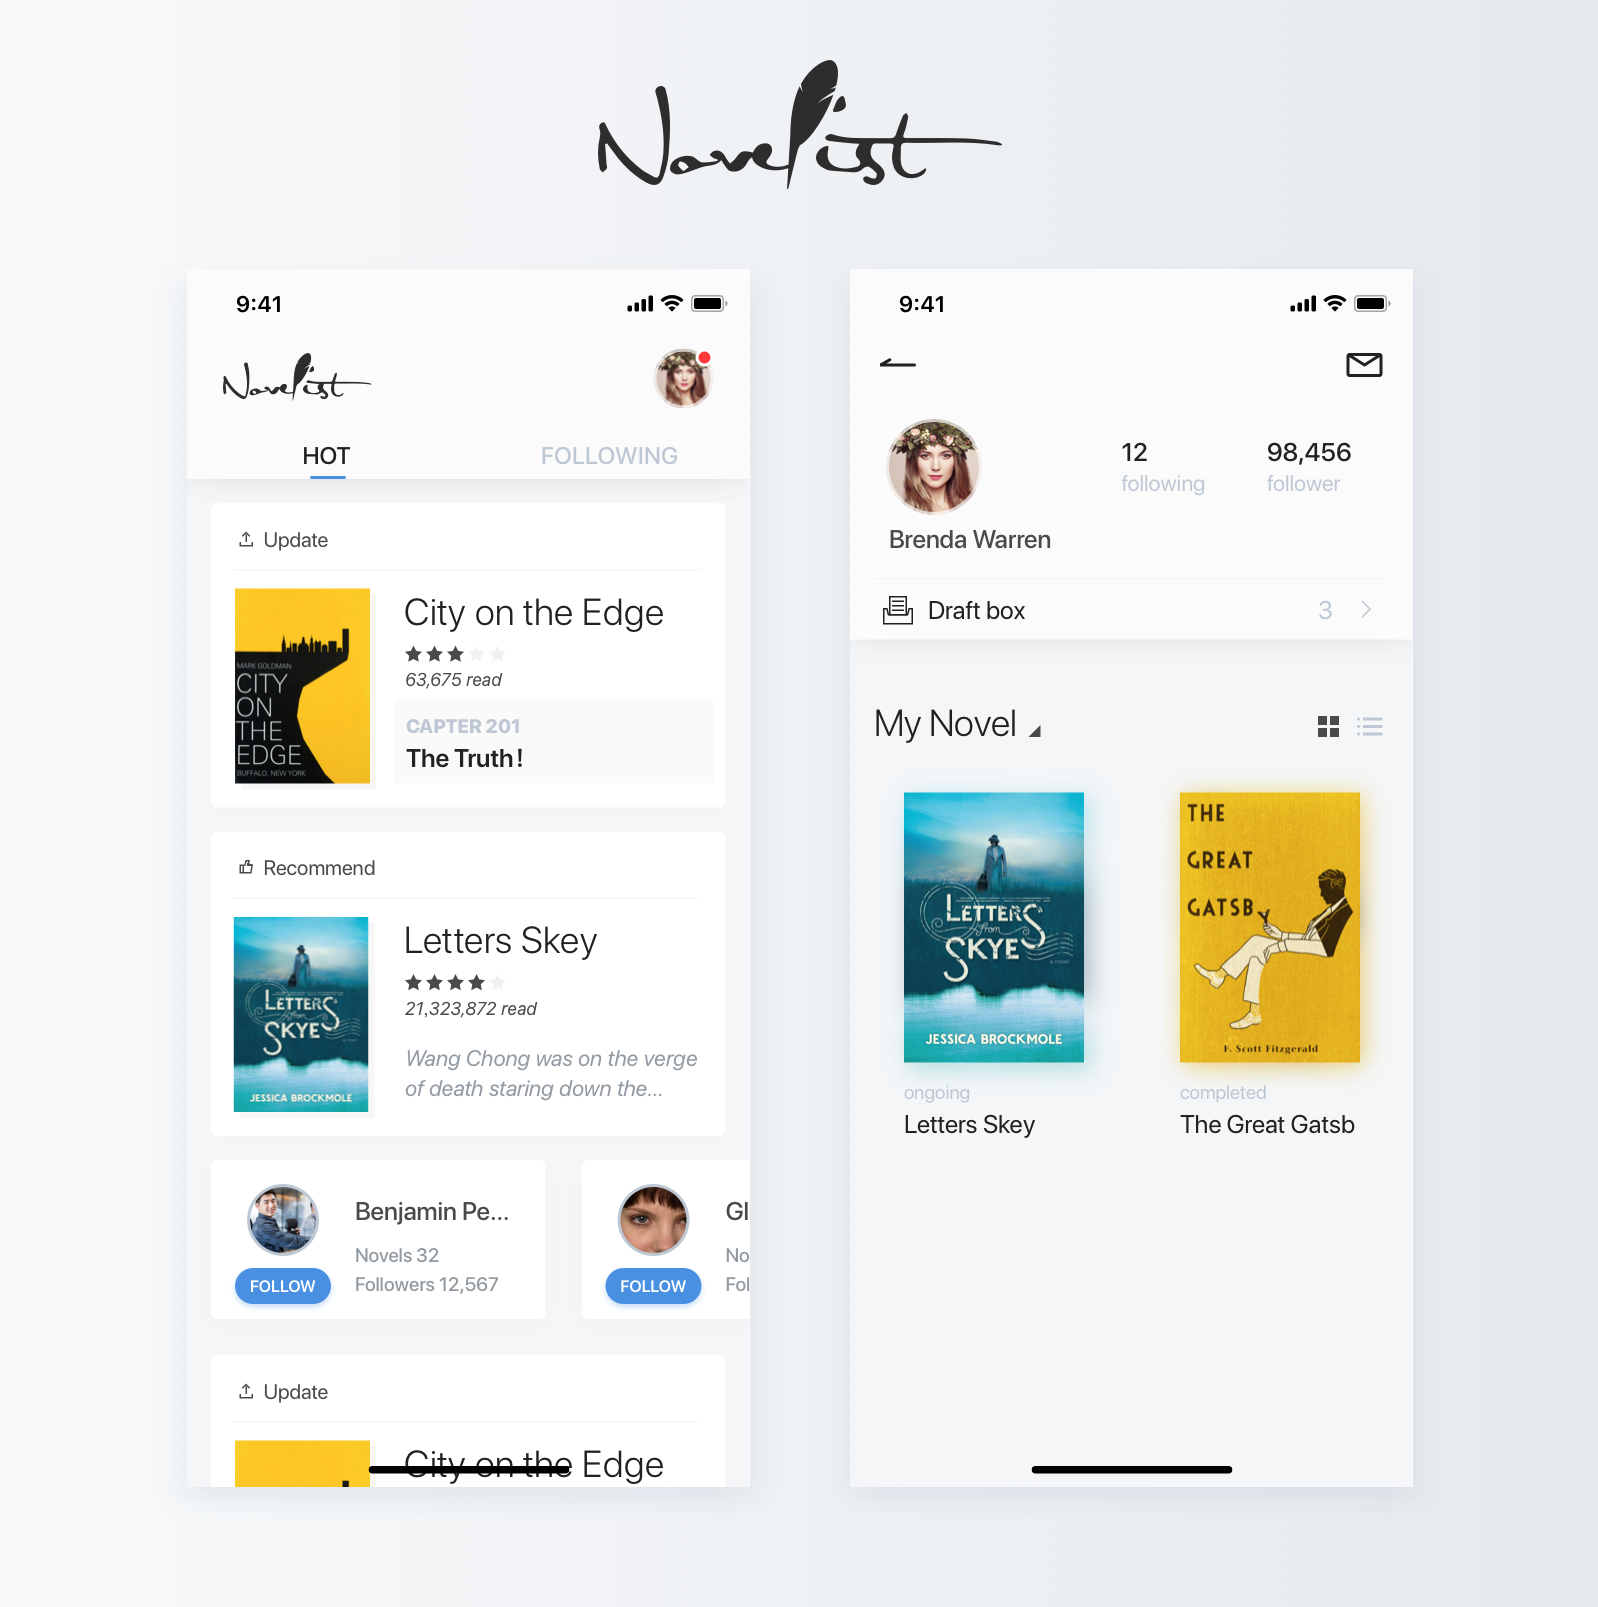 Novelist
9:41
Novelist
HOT
FOLLOWING
Update
MARK GOLDMAN
CITY
ON
THE
EDGE
BUFFALO, NEW YORK
City on the Edge
63,675 read
CAPTER 201
The Truth!
Recommend
LETTERS
from
SKYE
a novel
JESSICA BROCKMOLE
Letters Skey
21,323,872 read
Wang Chong was on the verge
of death staring down the...
Benjamin Pe...
Novels 32
Followers 12,567
FOLLOW
Gl
No
Fol
FOLLOW
Update
City on the Edge
9:41
12
following
98,456
follower
Brenda Warren
Draft box
3
My Novel
LETTERS
from
SKYE
a novel
JESSICA BROCKMOLE
ongoing
Letters Skey
THE
GREAT
GATSB
F. Scott Fitzgerald
completed
The Great Gatsb